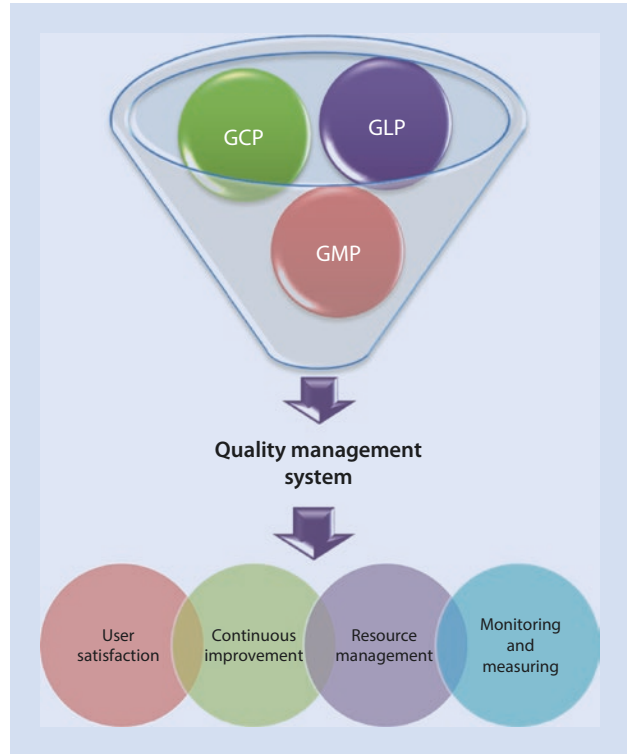 GCP
GLP
GMP
Quality management
system
User
satisfaction
Continuous
improvement
Resource
management
Monitoring
and
measuring